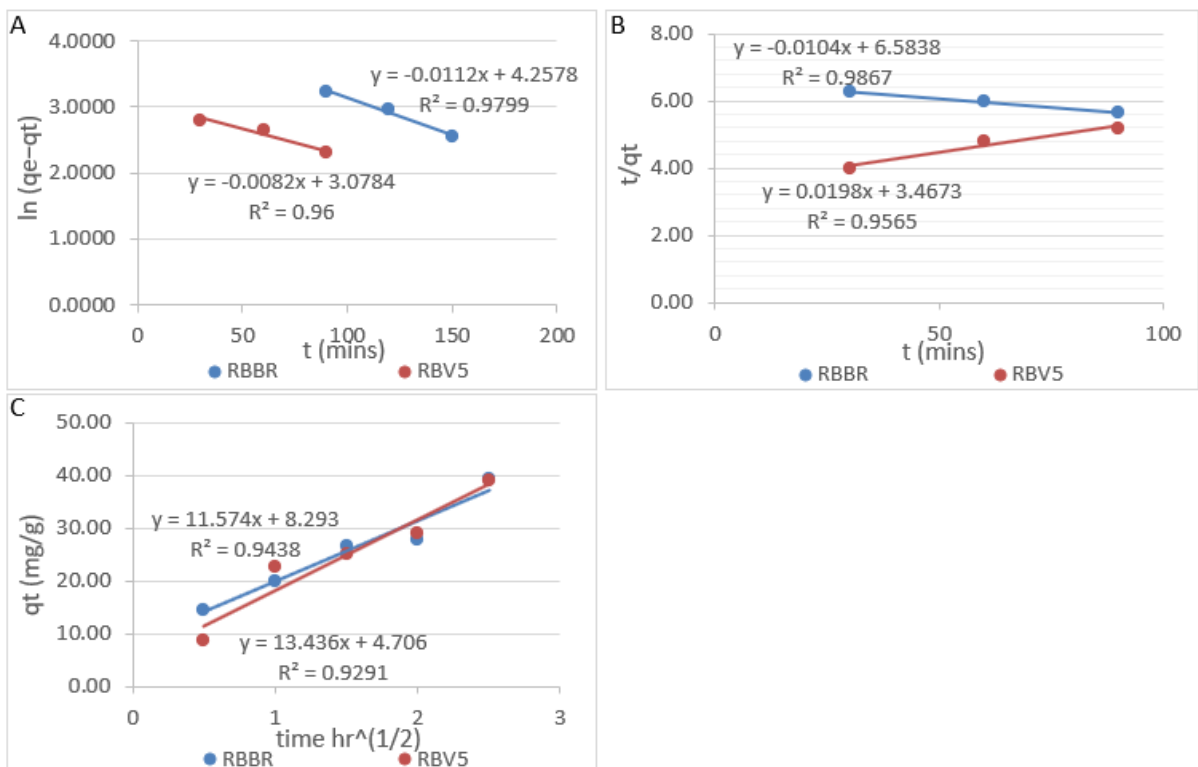 A
4.0000
3.0000
2.0000
1.0000
0.0000
ln (qe−qt)
y = -0.0112x + 4.2578
R² = 0.9799
y = -0.0082x + 3.0784
R² = 0.96
0 50 100 150 200
t (mins)
RBBR RBV5
B
8.00
6.00
4.00
2.00
0.00
t/qt
y = -0.0104x + 6.5838
R² = 0.9867
y = 0.0198x + 3.4673
R² = 0.9565
0 50 100
t (mins)
RBBR RBV5
C
50.00
40.00
30.00
20.00
10.00
0.00
qt (mg/g)
y = 11.574x + 8.293
R² = 0.9438
y = 13.436x + 4.706
R² = 0.9291
0 1 2 3
time hr^(1/2)
RBBR RBV5